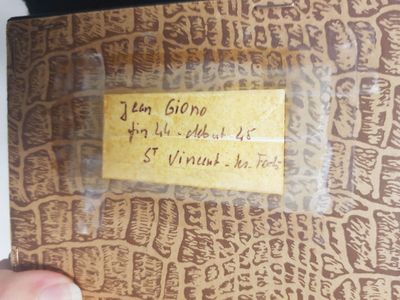 Jean Giono
fin 44 - début 45
St Vincent - les - Forts